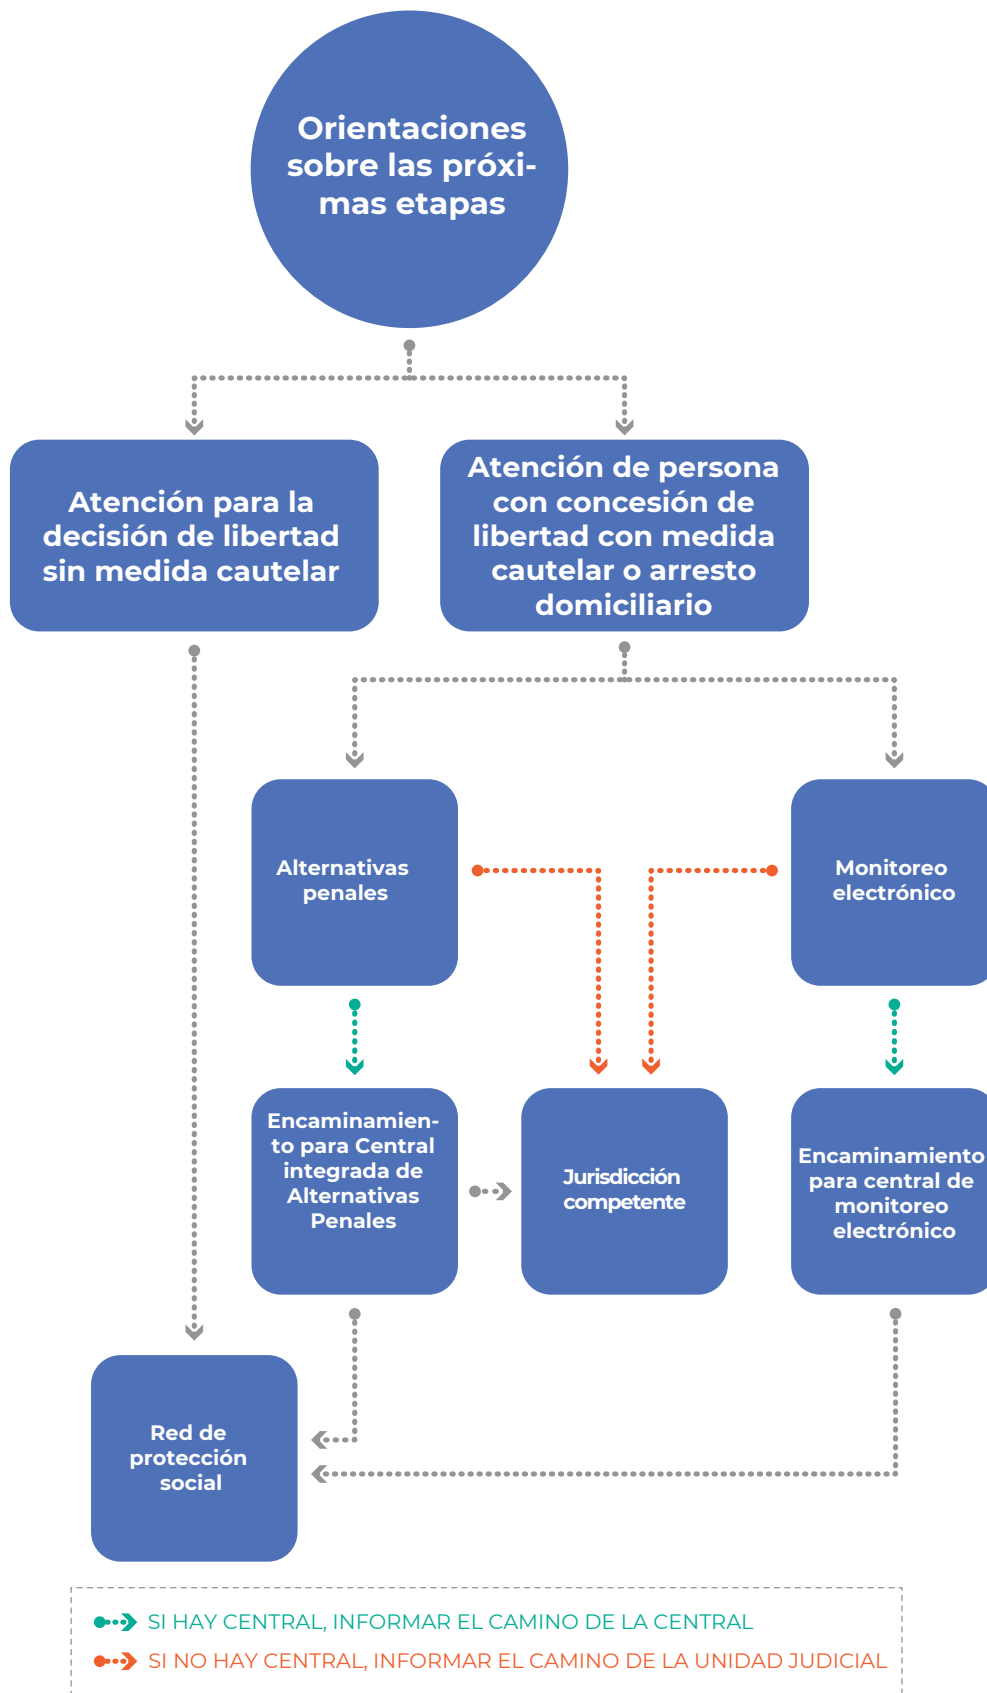 Orientaciones
sobre las próxi-
mas etapas
Atención para la
decisión de libertad
sin medida cautelar
Atención de persona
con concesión de
libertad con medida
cautelar o arresto
domiciliario
Alternativas
penales
Monitoreo
electrónico
Encaminamien-
to para Central
integrada de
Alternativas
Penales
Jurisdicción
competente
Encaminamiento
para central de
monitoreo
electrónico
Red de
protección
social
SI HAY CENTRAL, INFORMAR EL CAMINO DE LA CENTRAL
SI NO HAY CENTRAL, INFORMAR EL CAMINO DE LA UNIDAD JUDICIAL